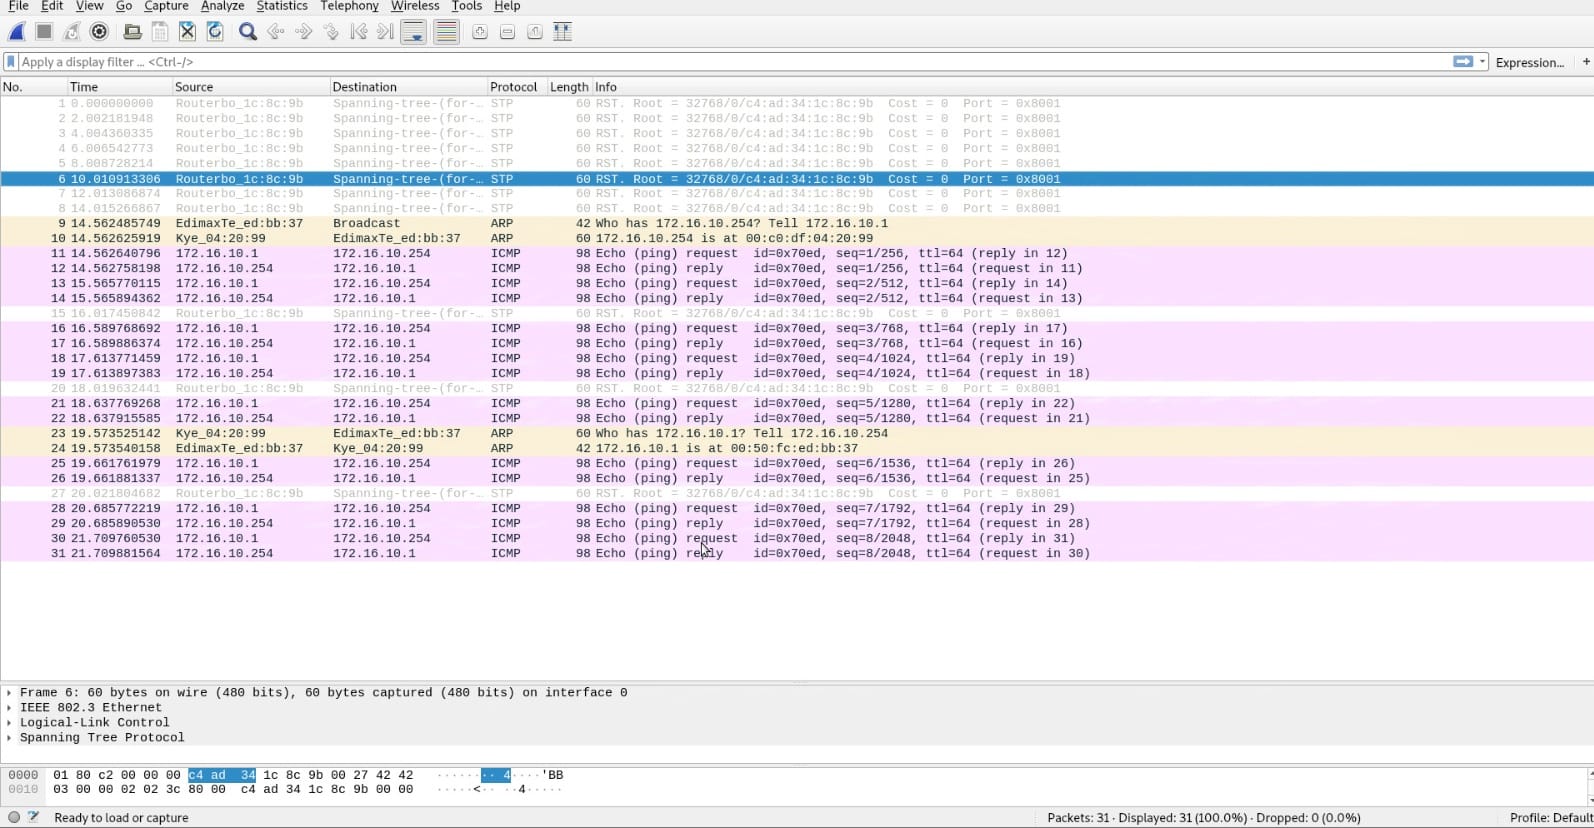 File Edit View Go Capture Analyze Statistics Telephony Wireless Tools Help
Apply a display filter ... <Ctrl-/> Expression... +
No. Time Source Destination Protocol Length Info
1 0.000000000 Routerbo_1c:8c:9b Spanning-tree-(for-… STP 60 RST. Root = 32768/0/c4:ad:34:1c:8c:9b Cost = 0 Port = 0x8001
2 2.002181948 Routerbo_1c:8c:9b Spanning-tree-(for-… STP 60 RST. Root = 32768/0/c4:ad:34:1c:8c:9b Cost = 0 Port = 0x8001
3 4.004360335 Routerbo_1c:8c:9b Spanning-tree-(for-… STP 60 RST. Root = 32768/0/c4:ad:34:1c:8c:9b Cost = 0 Port = 0x8001
4 6.006542773 Routerbo_1c:8c:9b Spanning-tree-(for-… STP 60 RST. Root = 32768/0/c4:ad:34:1c:8c:9b Cost = 0 Port = 0x8001
5 8.008728214 Routerbo_1c:8c:9b Spanning-tree-(for-… STP 60 RST. Root = 32768/0/c4:ad:34:1c:8c:9b Cost = 0 Port = 0x8001
6 10.010913306 Routerbo_1c:8c:9b Spanning-tree-(for-… STP 60 RST. Root = 32768/0/c4:ad:34:1c:8c:9b Cost = 0 Port = 0x8001
7 12.013086874 Routerbo_1c:8c:9b Spanning-tree-(for-… STP 60 RST. Root = 32768/0/c4:ad:34:1c:8c:9b Cost = 0 Port = 0x8001
8 14.015266867 Routerbo_1c:8c:9b Spanning-tree-(for-… STP 60 RST. Root = 32768/0/c4:ad:34:1c:8c:9b Cost = 0 Port = 0x8001
9 14.562485749 EdimaxTe_ed:bb:37 Broadcast ARP 42 Who has 172.16.10.254? Tell 172.16.10.1
10 14.562625919 Kye_04:20:99 EdimaxTe_ed:bb:37 ARP 60 172.16.10.254 is at 00:c0:df:04:20:99
11 14.562640796 172.16.10.1 172.16.10.254 ICMP 98 Echo (ping) request id=0x70ed, seq=1/256, ttl=64 (reply in 12)
12 14.562758198 172.16.10.254 172.16.10.1 ICMP 98 Echo (ping) reply id=0x70ed, seq=1/256, ttl=64 (request in 11)
13 15.565770115 172.16.10.1 172.16.10.254 ICMP 98 Echo (ping) request id=0x70ed, seq=2/512, ttl=64 (reply in 14)
14 15.565894362 172.16.10.254 172.16.10.1 ICMP 98 Echo (ping) reply id=0x70ed, seq=2/512, ttl=64 (request in 13)
15 16.017450842 Routerbo_1c:8c:9b Spanning-tree-(for-… STP 60 RST. Root = 32768/0/c4:ad:34:1c:8c:9b Cost = 0 Port = 0x8001
16 16.589768692 172.16.10.1 172.16.10.254 ICMP 98 Echo (ping) request id=0x70ed, seq=3/768, ttl=64 (reply in 17)
17 16.589886374 172.16.10.254 172.16.10.1 ICMP 98 Echo (ping) reply id=0x70ed, seq=3/768, ttl=64 (request in 16)
18 17.613771459 172.16.10.1 172.16.10.254 ICMP 98 Echo (ping) request id=0x70ed, seq=4/1024, ttl=64 (reply in 19)
19 17.613897383 172.16.10.254 172.16.10.1 ICMP 98 Echo (ping) reply id=0x70ed, seq=4/1024, ttl=64 (request in 18)
20 18.019632441 Routerbo_1c:8c:9b Spanning-tree-(for-… STP 60 RST. Root = 32768/0/c4:ad:34:1c:8c:9b Cost = 0 Port = 0x8001
21 18.637769268 172.16.10.1 172.16.10.254 ICMP 98 Echo (ping) request id=0x70ed, seq=5/1280, ttl=64 (reply in 22)
22 18.637915585 172.16.10.254 172.16.10.1 ICMP 98 Echo (ping) reply id=0x70ed, seq=5/1280, ttl=64 (request in 21)
23 19.573525142 Kye_04:20:99 EdimaxTe_ed:bb:37 ARP 60 Who has 172.16.10.1? Tell 172.16.10.254
24 19.573540158 EdimaxTe_ed:bb:37 Kye_04:20:99 ARP 42 172.16.10.1 is at 00:50:fc:ed:bb:37
25 19.661761979 172.16.10.1 172.16.10.254 ICMP 98 Echo (ping) request id=0x70ed, seq=6/1536, ttl=64 (reply in 26)
26 19.661881337 172.16.10.254 172.16.10.1 ICMP 98 Echo (ping) reply id=0x70ed, seq=6/1536, ttl=64 (request in 25)
27 20.021804682 Routerbo_1c:8c:9b Spanning-tree-(for-… STP 60 RST. Root = 32768/0/c4:ad:34:1c:8c:9b Cost = 0 Port = 0x8001
28 20.685772219 172.16.10.1 172.16.10.254 ICMP 98 Echo (ping) request id=0x70ed, seq=7/1792, ttl=64 (reply in 29)
29 20.685890530 172.16.10.254 172.16.10.1 ICMP 98 Echo (ping) reply id=0x70ed, seq=7/1792, ttl=64 (request in 28)
30 21.709760530 172.16.10.1 172.16.10.254 ICMP 98 Echo (ping) request id=0x70ed, seq=8/2048, ttl=64 (reply in 31)
31 21.709881564 172.16.10.254 172.16.10.1 ICMP 98 Echo (ping) reply id=0x70ed, seq=8/2048, ttl=64 (request in 30)
Frame 6: 60 bytes on wire (480 bits), 60 bytes captured (480 bits) on interface 0
IEEE 802.3 Ethernet
Logical-Link Control
Spanning Tree Protocol
0000 01 80 c2 00 00 00 c4 ad 34 1c 8c 9b 00 27 42 42 ········4····'BB
0010 03 00 00 02 02 3c 80 00 c4 ad 34 1c 8c 9b 00 00 ·····<·· ··4·····
Ready to load or capture Packets: 31 · Displayed: 31 (100.0%) · Dropped: 0 (0.0%) Profile: Default